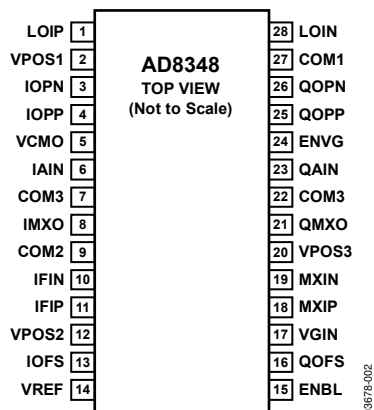 AD8348
TOP VIEW
(Not to Scale)
LOIP 1
VPOS1 2
IOPN 3
IOPP 4
VCMO 5
IAIN 6
COM3 7
IMXO 8
COM2 9
IFIN 10
IFIP 11
VPOS2 12
IOFS 13
VREF 14
28 LOIN
27 COM1
26 QOPN
25 QOPP
24 ENVG
23 QAIN
22 COM3
21 QMXO
20 VPOS3
19 MXIN
18 MXIP
17 VGIN
16 QOFS
15 ENBL
3678-002